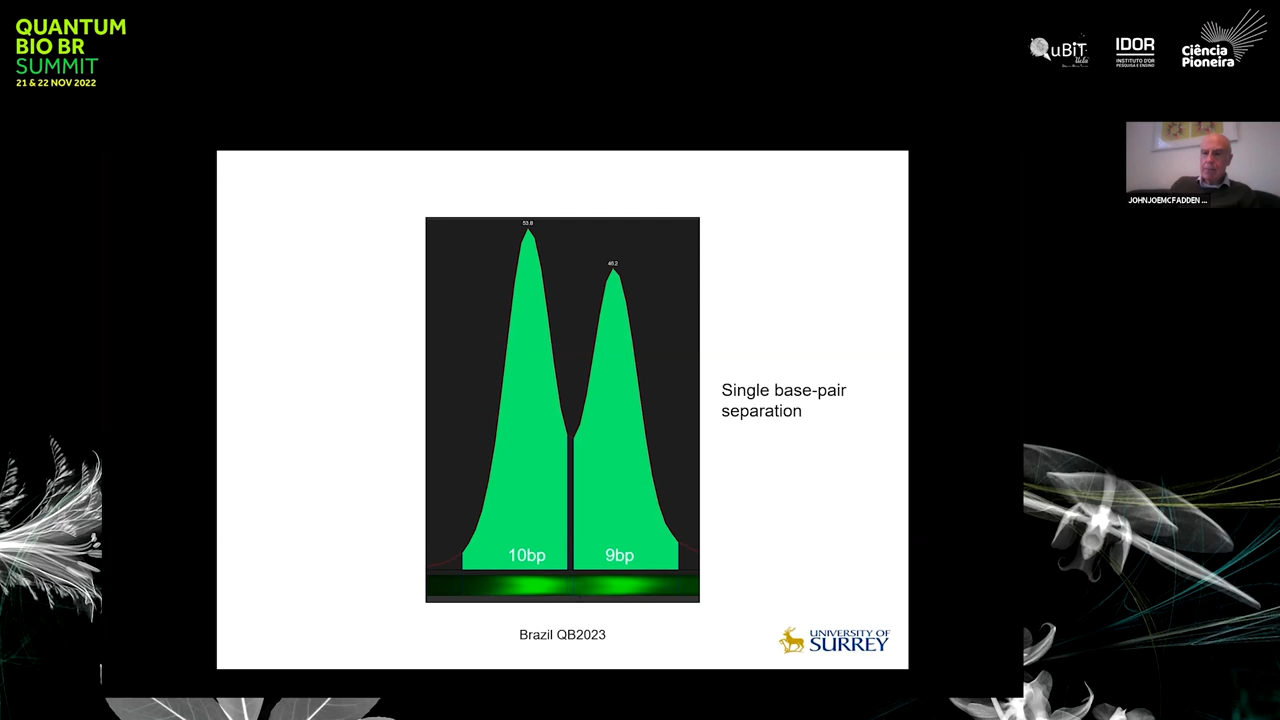 QUANTUM
BIO BR
SUMMIT
21 & 22 NOV 2022
QuBiT
IDOR
INSTITUTO D'OR
PESQUISA E ENSINO
Ciência
Pioneira
JOHNJOEMCFADDEN ...
53.8
46.2
Single base-pair
separation
10bp
9bp
Brazil QB2023
UNIVERSITY OF
SURREY